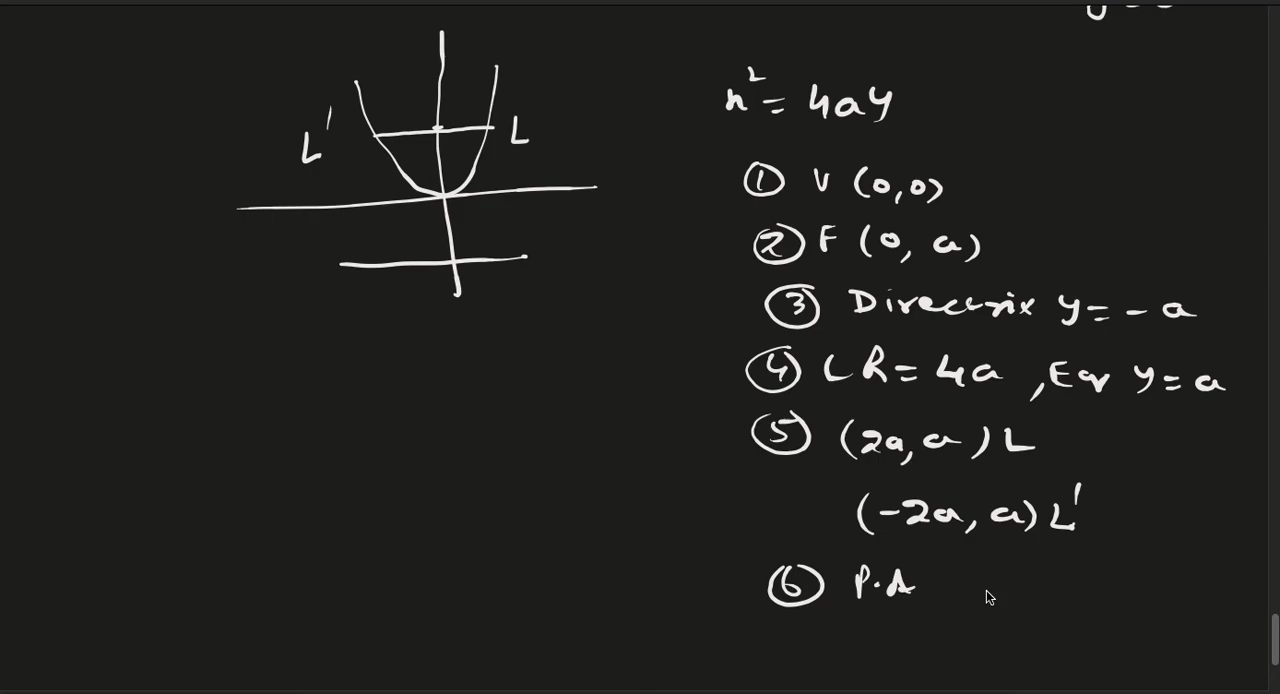 L' L
x² = 4ay
① V (0,0)
② F (0, a)
③ Directrix y = - a
④ LR = 4a , Eq y = a
⑤ (2a, a) L
(-2a, a) L'
⑥ P.A